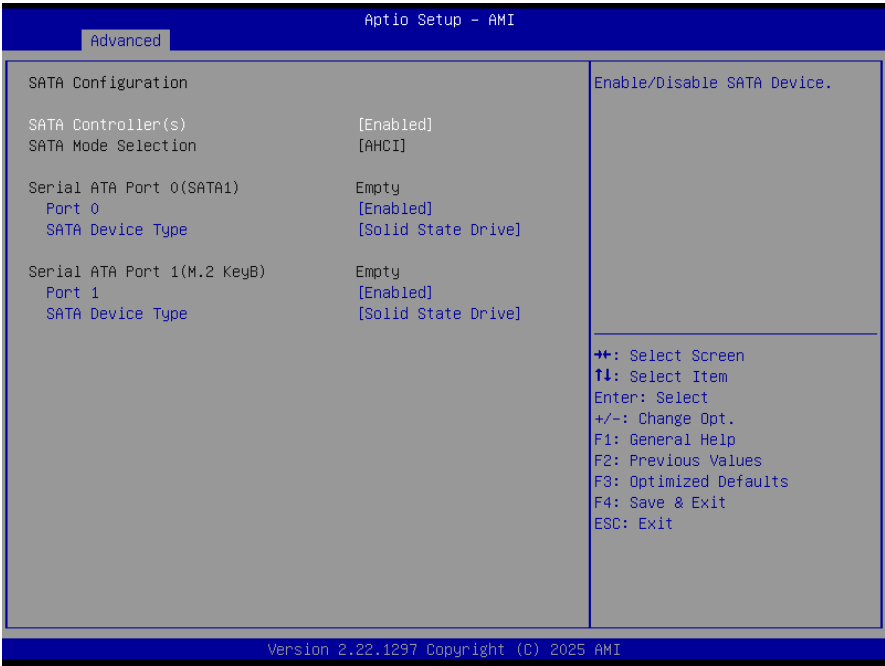 Aptio Setup – AMI
Advanced
SATA Configuration
SATA Controller(s) [Enabled]
SATA Mode Selection [AHCI]
Serial ATA Port 0(SATA1) Empty
Port 0 [Enabled]
SATA Device Type [Solid State Drive]
Serial ATA Port 1(M.2 KeyB) Empty
Port 1 [Enabled]
SATA Device Type [Solid State Drive]
Enable/Disable SATA Device.
→←: Select Screen
↑↓: Select Item
Enter: Select
+/-: Change Opt.
F1: General Help
F2: Previous Values
F3: Optimized Defaults
F4: Save & Exit
ESC: Exit
Version 2.22.1297 Copyright (C) 2025 AMI